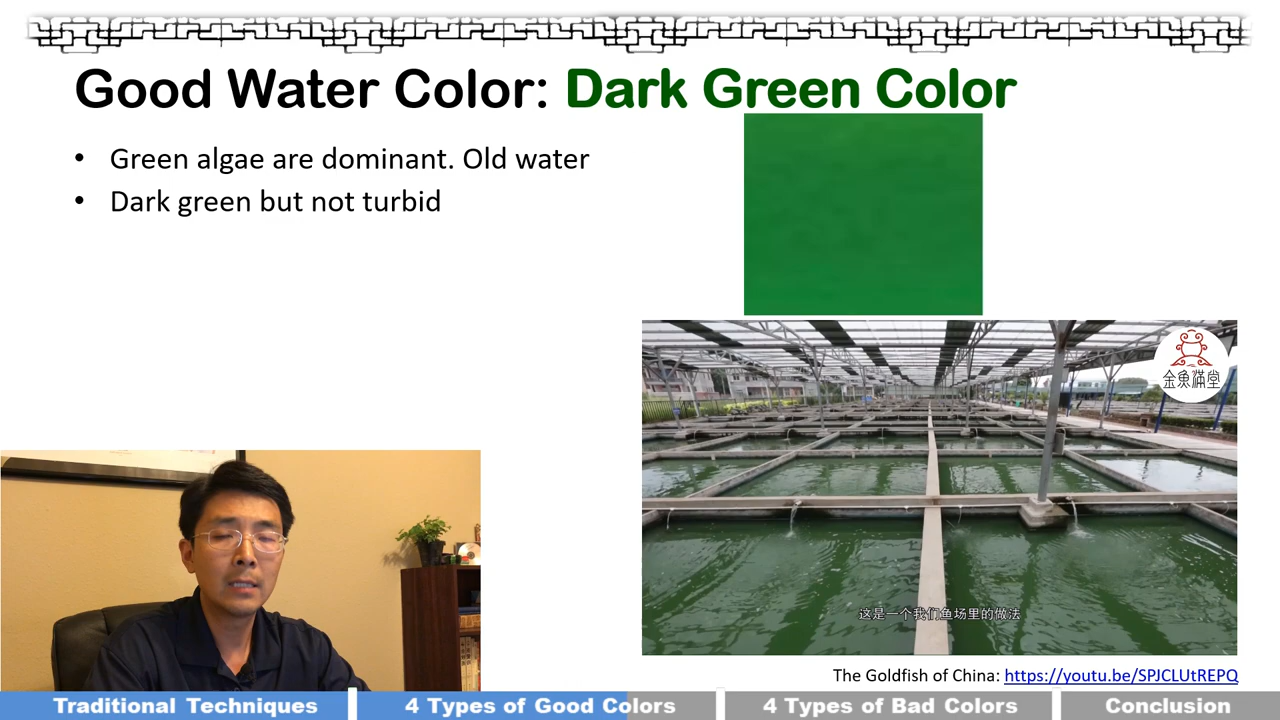 Good Water Color: Dark Green Color
• Green algae are dominant. Old water
• Dark green but not turbid
金魚滿堂
这是一个我们鱼场里的做法
The Goldfish of China: https://youtu.be/SPJCLUtREPQ
Traditional Techniques
4 Types of Good Colors
4 Types of Bad Colors
Conclusion